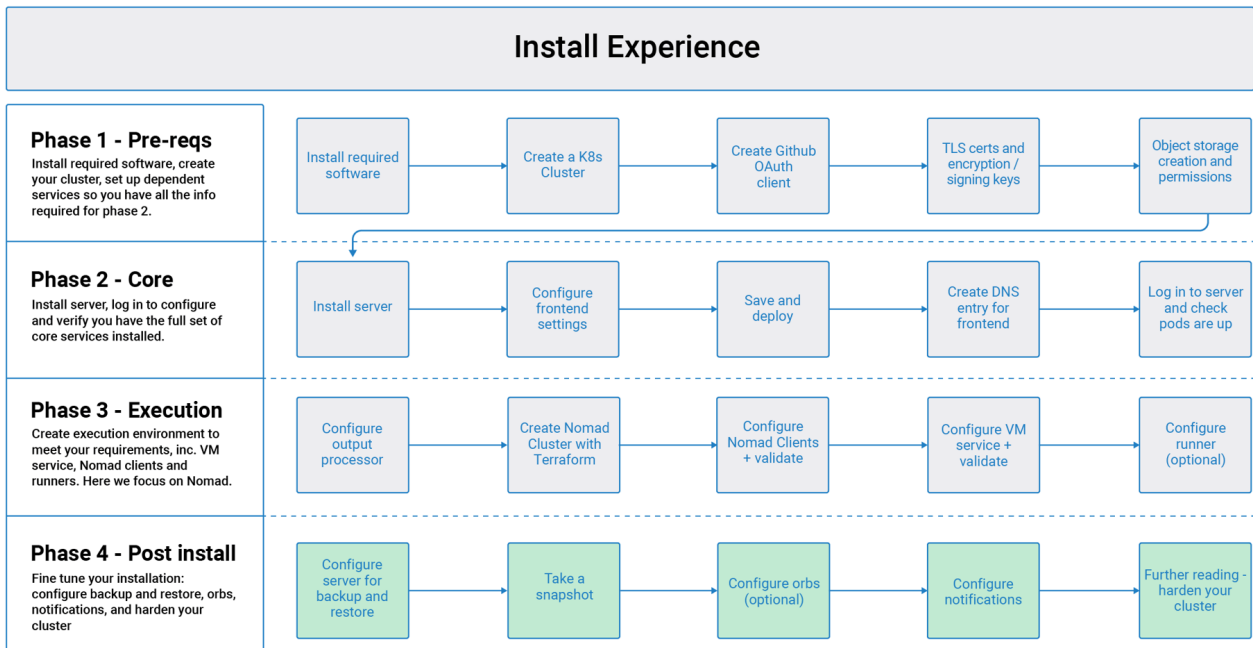 Install Experience
Phase 1 - Pre-reqs
Install required software, create
your cluster, set up dependent
services so you have all the info
required for phase 2.
Install required
software
Create a K8s
Cluster
Create Github
OAuth
client
TLS certs and
encryption /
signing keys
Object storage
creation and
permissions
Phase 2 - Core
Install server, log in to configure
and verify you have the full set of
core services installed.
Install server
Configure
frontend
settings
Save and
deploy
Create DNS
entry for
frontend
Log in to server
and check
pods are up
Phase 3 - Execution
Create execution environment to
meet your requirements, inc. VM
service, Nomad clients and
runners. Here we focus on Nomad.
Configure
output
processor
Create Nomad
Cluster with
Terraform
Configure
Nomad Clients
+ validate
Configure VM
service +
validate
Configure
runner
(optional)
Phase 4 - Post install
Fine tune your installation:
configure backup and restore, orbs,
notifications, and harden your
cluster
Configure
server for
backup and
restore
Take a
snapshot
Configure orbs
(optional)
Configure
notifications
Further reading -
harden your
cluster